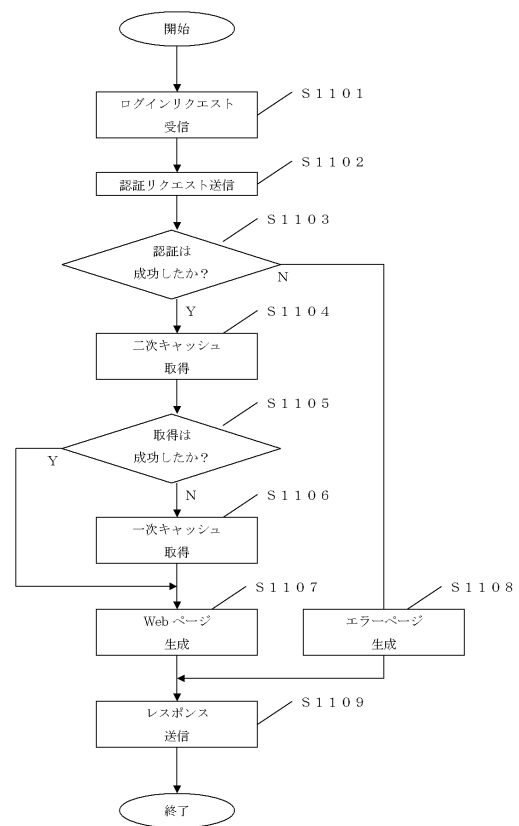 開始
ログインリクエスト
受信
Ｓ１１０１
認証リクエスト送信
Ｓ１１０２
認証は
成功したか？
Ｓ１１０３
N
Y
二次キャッシュ
取得
Ｓ１１０４
取得は
成功したか？
Ｓ１１０５
Y
N
一次キャッシュ
取得
Ｓ１１０６
Web ページ
生成
Ｓ１１０７
エラーページ
生成
Ｓ１１０８
レスポンス
送信
Ｓ１１０９
終了